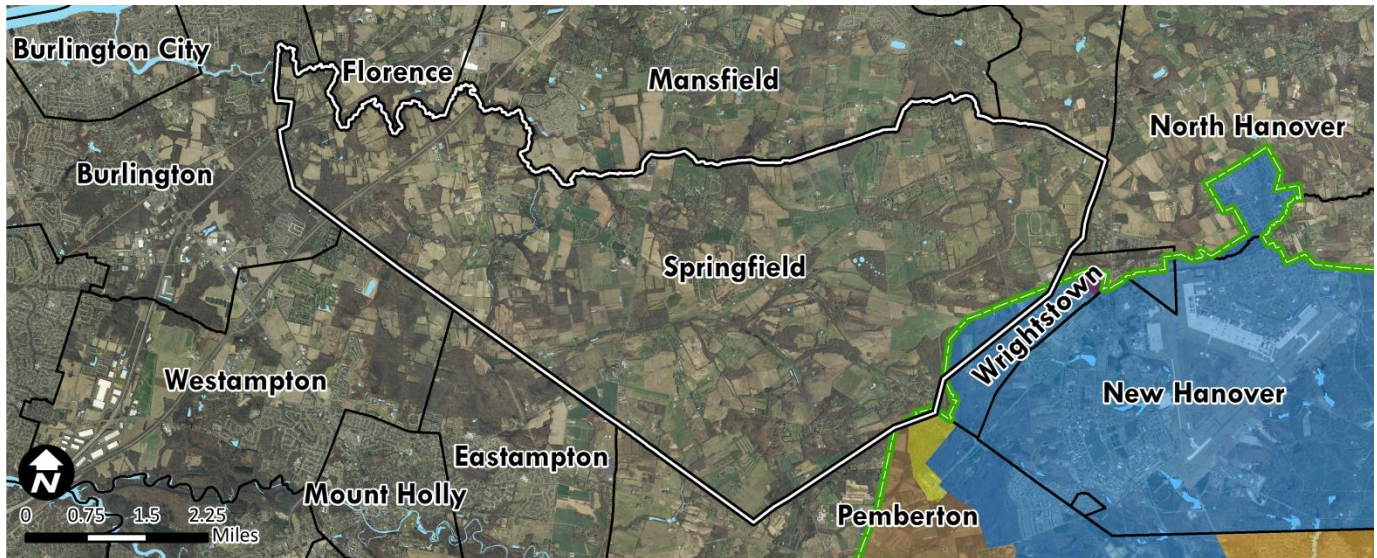 Burlington City
Florence
Mansfield
North Hanover
Burlington
Springfield
Wrightstown
Westampton
New Hanover
Eastampton
Mount Holly
Pemberton
N
0 0.75 1.5 2.25
Miles